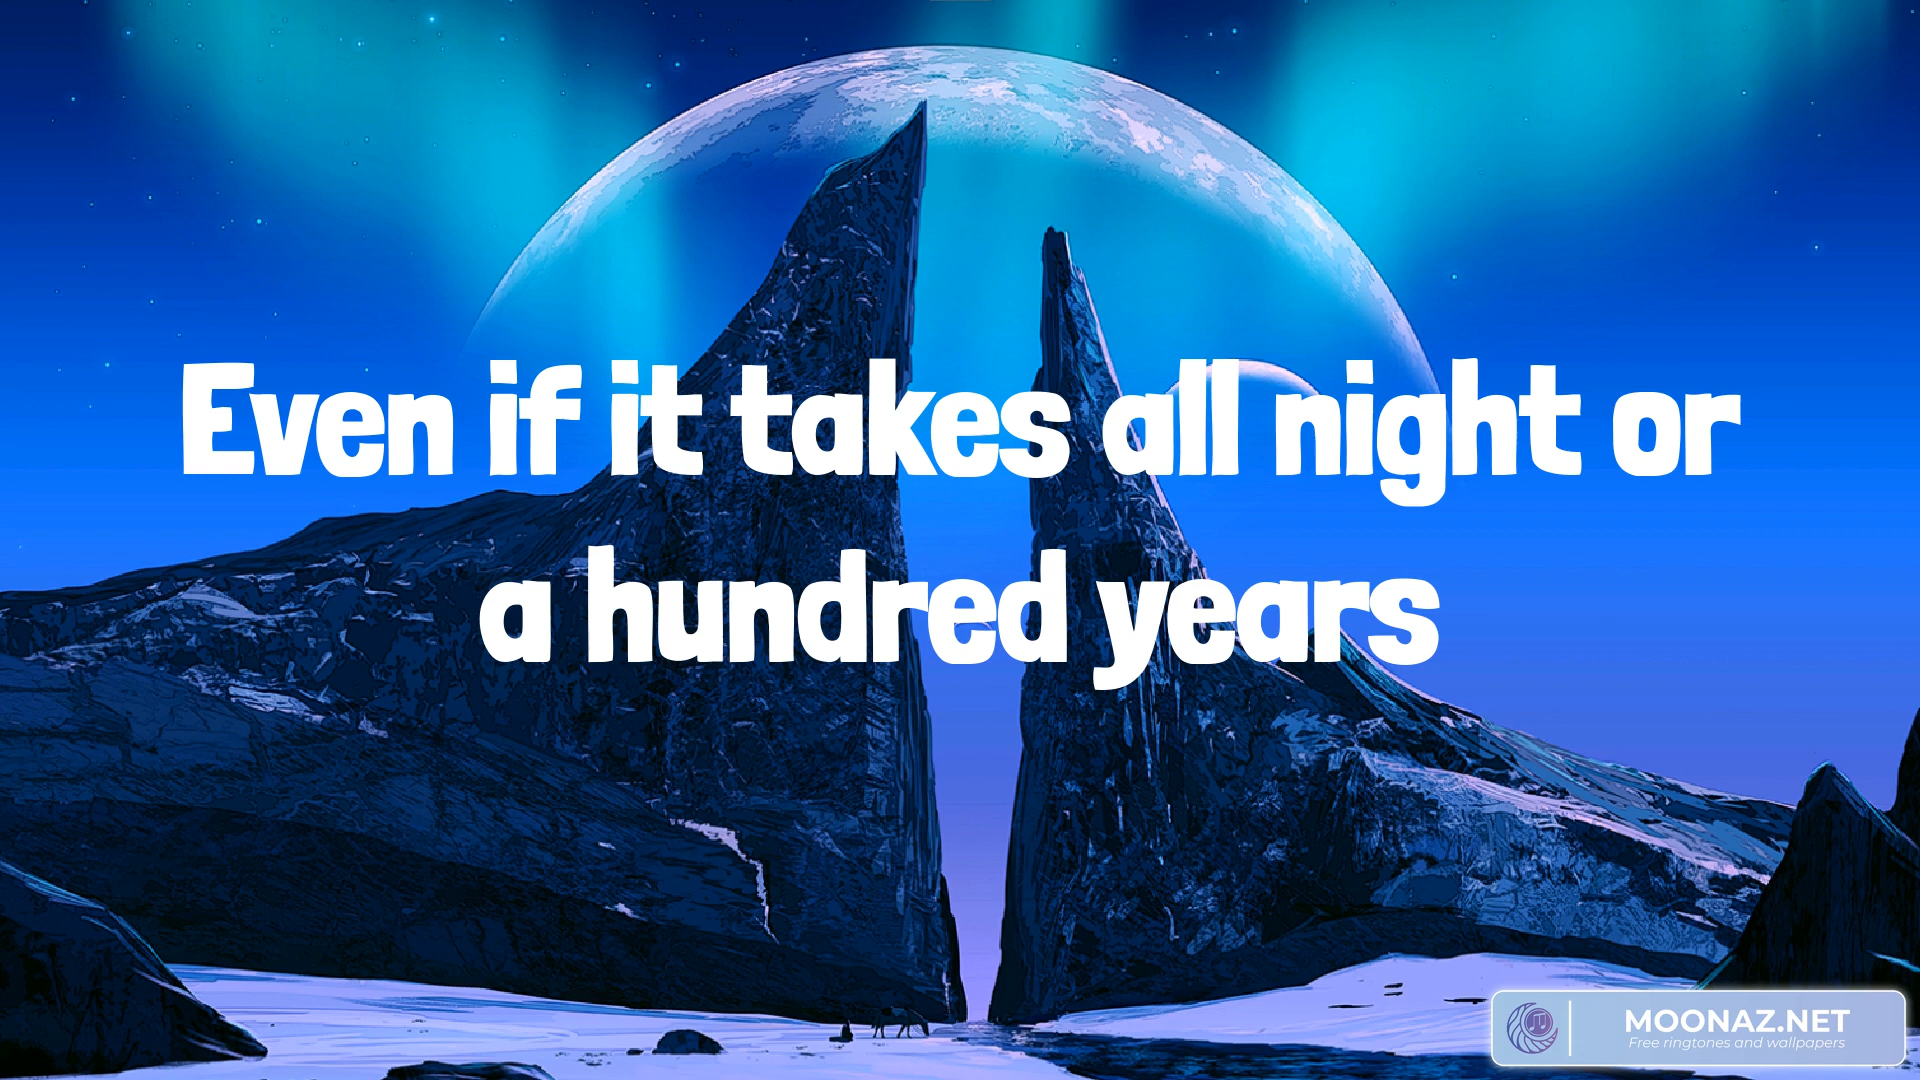 Even if it takes all night or
a hundred years
MOONAZ.NET
Free ringtones and wallpapers